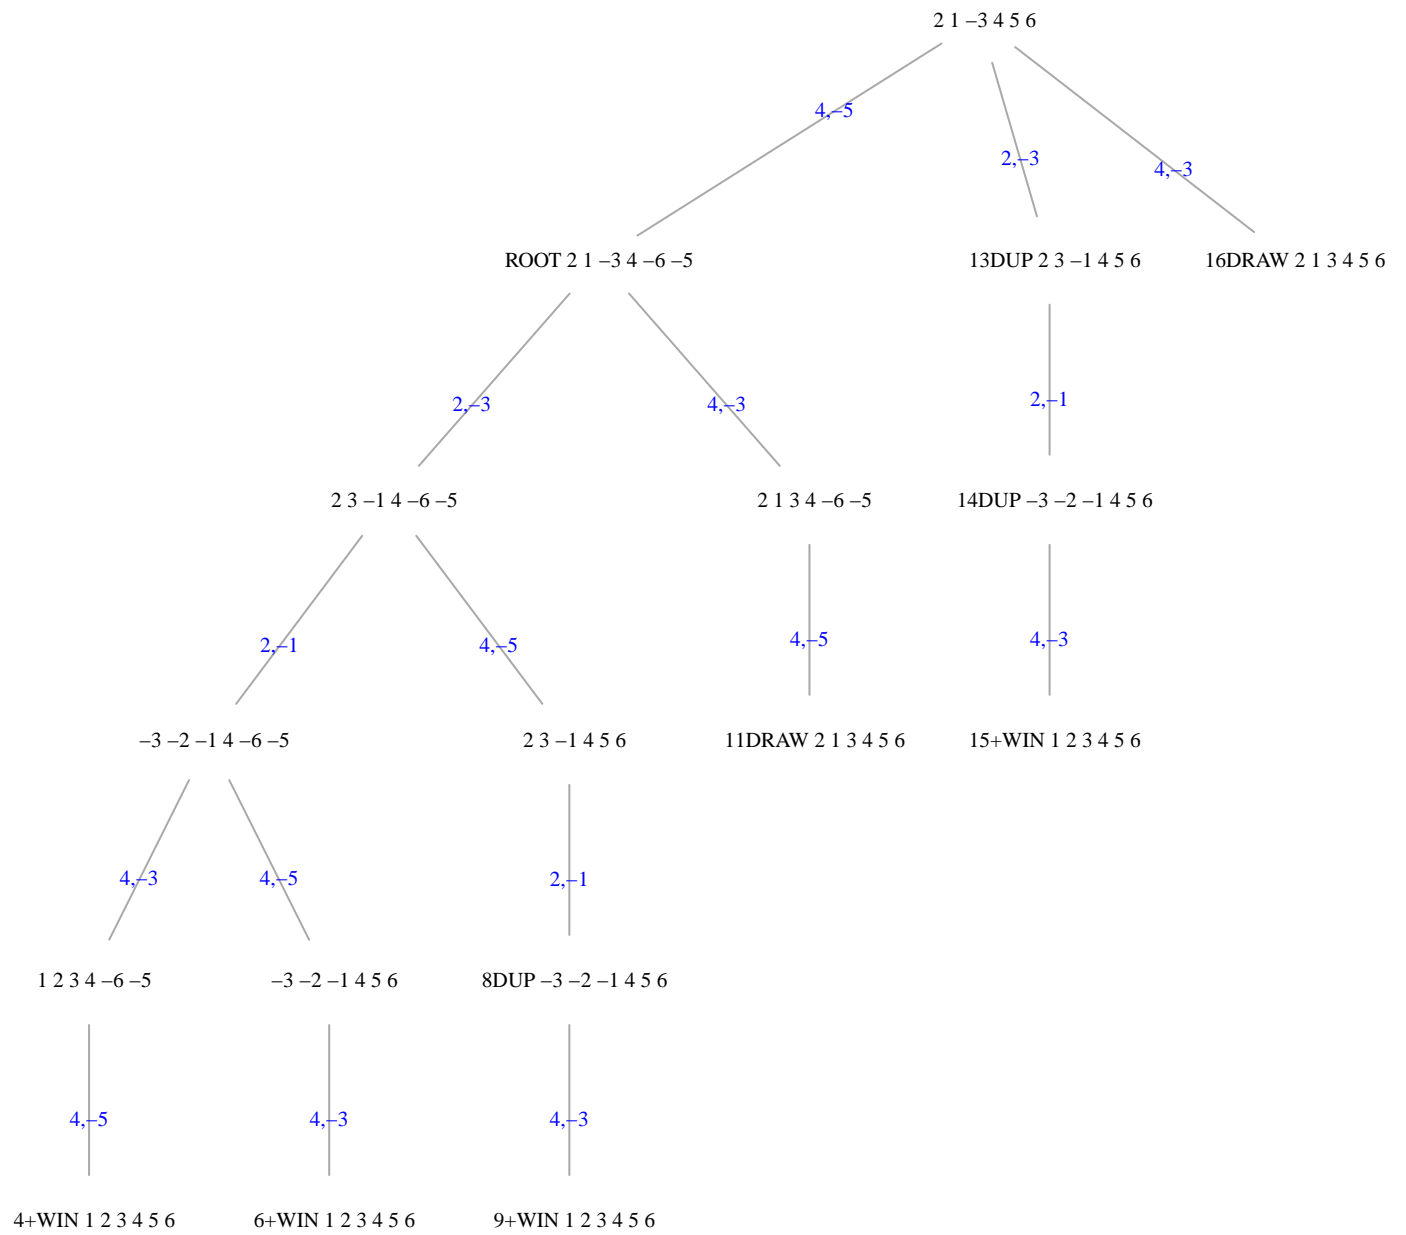 2 1 –3 4 5 6
4,–5
2,–3
4,–3
ROOT 2 1 –3 4 –6 –5
13DUP 2 3 –1 4 5 6
16DRAW 2 1 3 4 5 6
2,–3
4,–3
2,–1
2 3 –1 4 –6 –5
2 1 3 4 –6 –5
14DUP –3 –2 –1 4 5 6
2,–1
4,–5
4,–5
4,–3
–3 –2 –1 4 –6 –5
2 3 –1 4 5 6
11DRAW 2 1 3 4 5 6
15+WIN 1 2 3 4 5 6
4,–3
4,–5
2,–1
1 2 3 4 –6 –5
–3 –2 –1 4 5 6
8DUP –3 –2 –1 4 5 6
4,–5
4,–3
4,–3
4+WIN 1 2 3 4 5 6
6+WIN 1 2 3 4 5 6
9+WIN 1 2 3 4 5 6